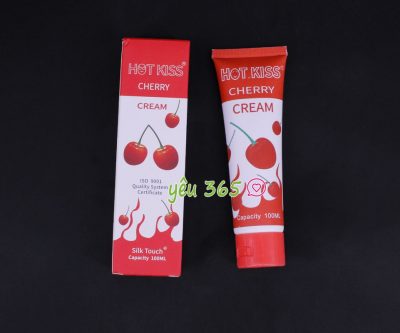 HOT KISS®
CHERRY
CREAM
ISO 9001
Quality System
Certificate
Silk Touch®
Capacity 100ML
HOT KISS®
CHERRY
CREAM
Capacity 100ML
yêu 365